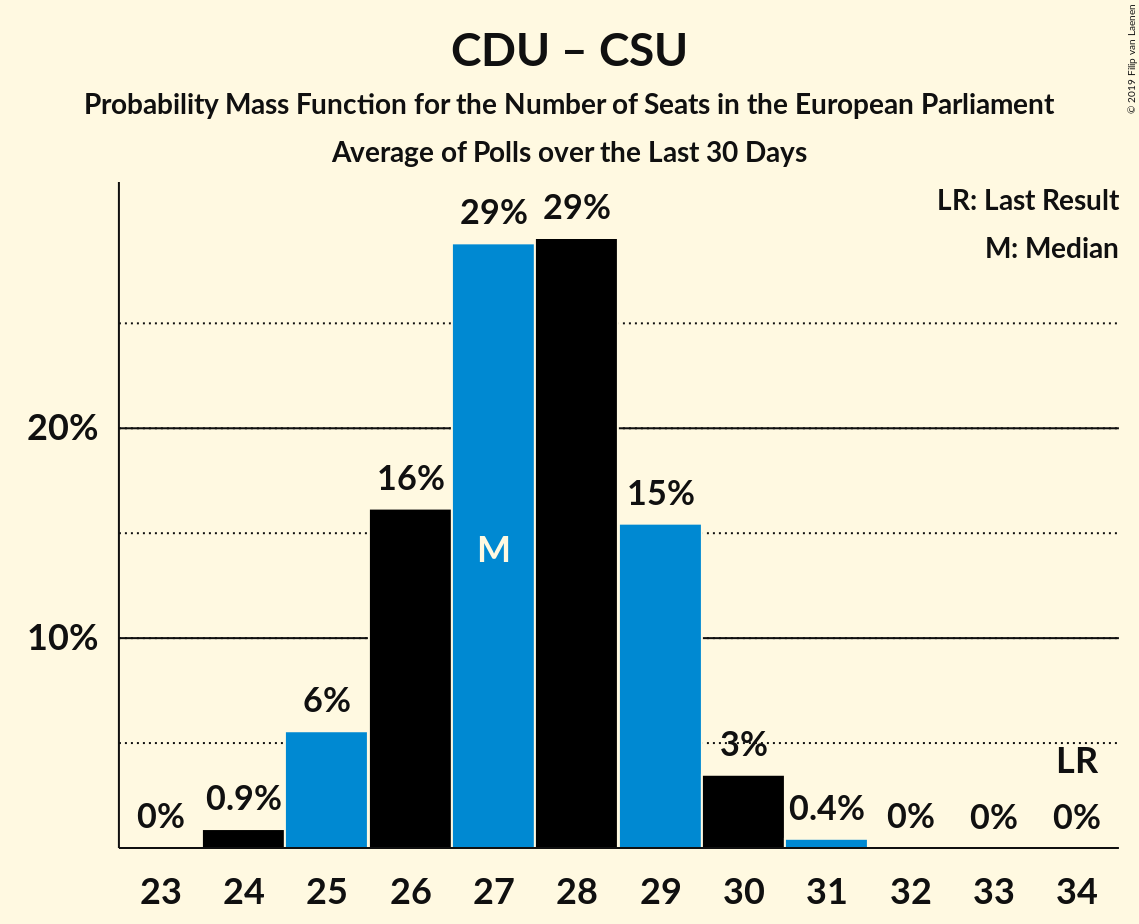 CDU – CSU
Probability Mass Function for the Number of Seats in the European Parliament
Average of Polls over the Last 30 Days
© 2019 Filip van Laenen
LR: Last Result
M: Median
29% 29%
20%
16%
15%
M
10%
6%
3%
LR
0% 0.9% 0.4% 0% 0% 0%
23 24 25 26 27 28 29 30 31 32 33 34